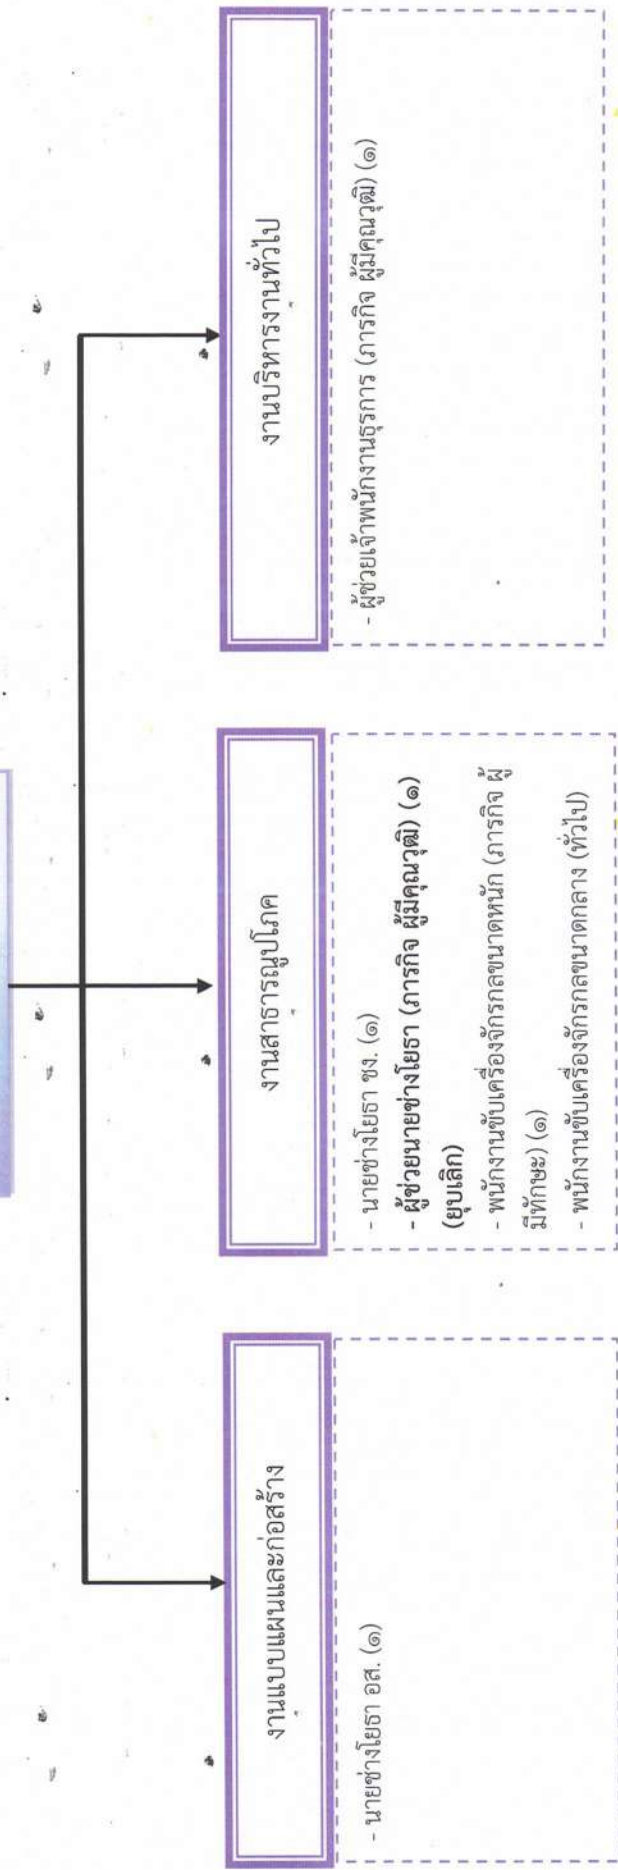 งานแบบแผนและก่อสร้าง
- นายช่างโยธา อส. (๑)
งานสาธารณูปโภค
- นายช่างโยธา ชง. (๑)
- ผู้ช่วยนายช่างโยธา (ภารกิจ ผู้มีคุณวุฒิ) (๑)
(ยุบเลิก)
- พนักงานขับเครื่องจักรกลขนาดหนัก (ภารกิจ ผู้
มีทักษะ) (๑)
- พนักงานขับเครื่องจักรกลขนาดกลาง (ทั่วไป)
งานบริหารงานทั่วไป
- ผู้ช่วยเจ้าพนักงานธุรการ (ภารกิจ ผู้มีคุณวุฒิ) (๑)